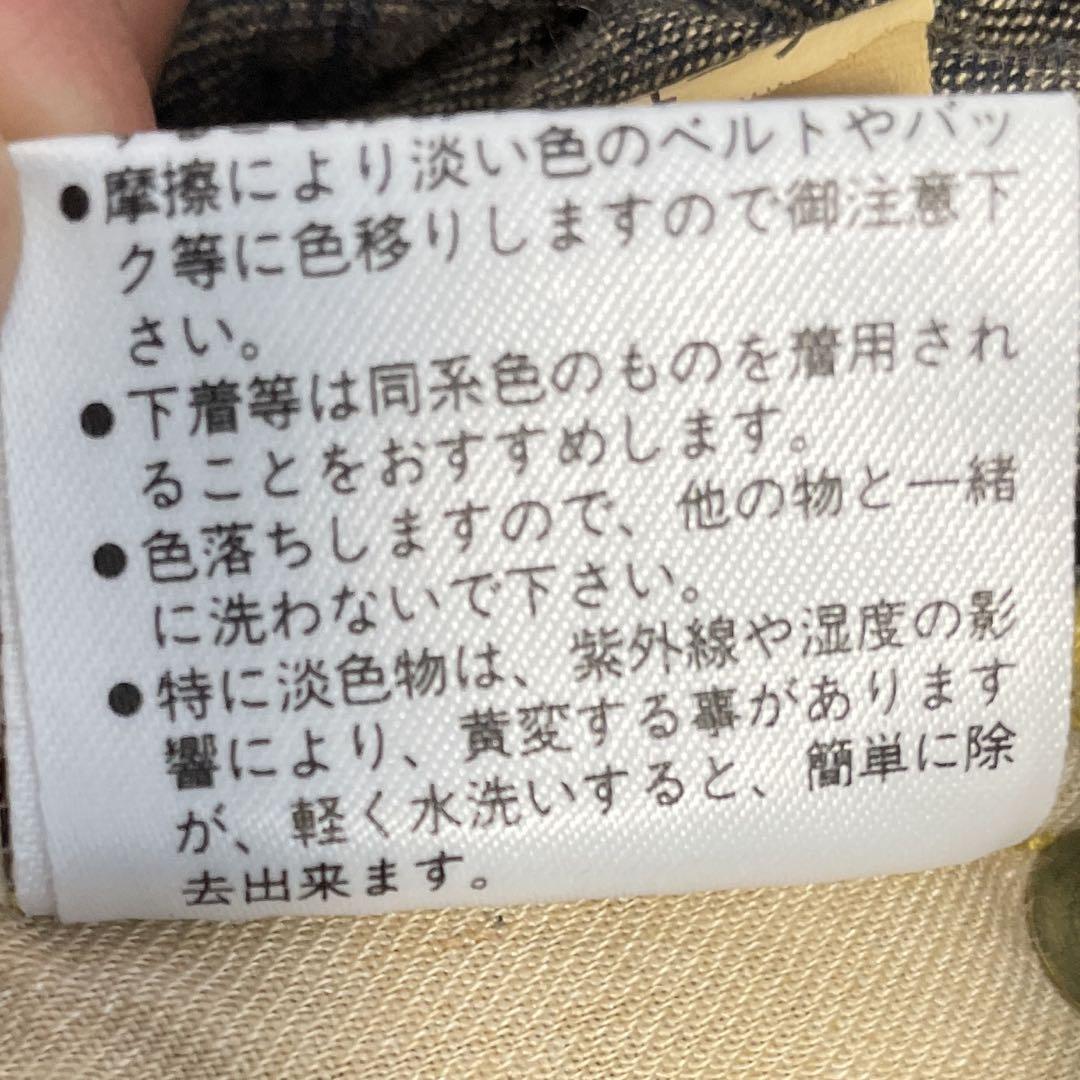 ●摩擦により淡い色のベルトやバッ
ク等に色移りしますので御注意下
さい。
●下着等は同系色のものを着用され
ることをおすすめします。
●色落ちしますので、他の物と一緒
に洗わないで下さい。
●特に淡色物は、紫外線や湿度の影
響により、黄変する事があります
が、軽く水洗いすると、簡単に除
去出来ます。